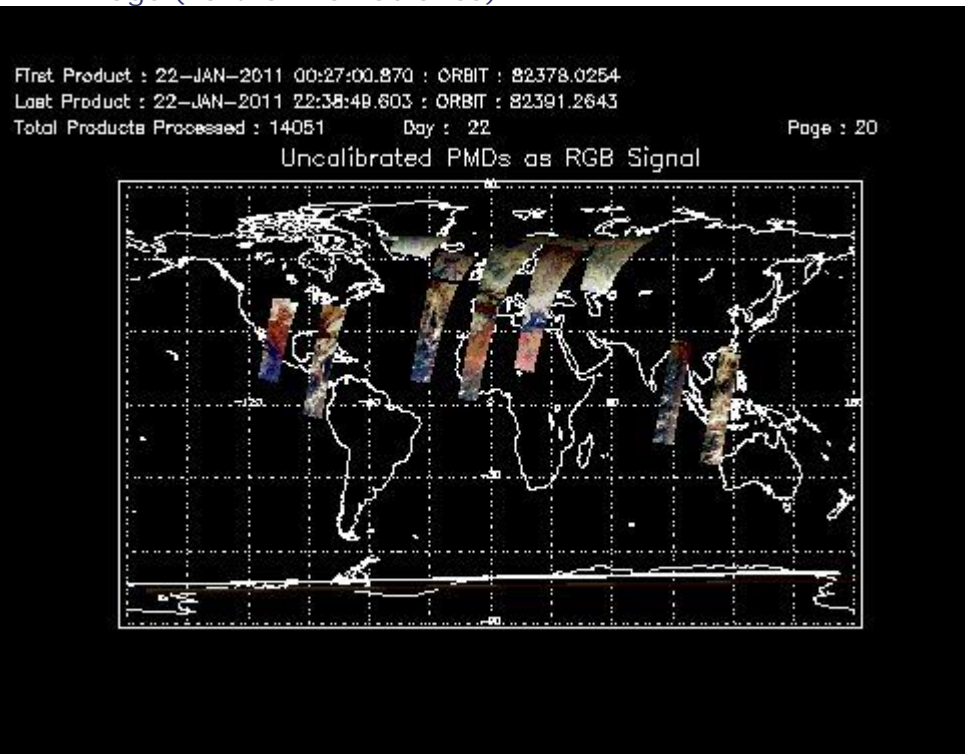 First Product : 22-JAN-2011 00:27:00.870 : ORBIT : 82378.0254
Last Product : 22-JAN-2011 22:38:49.603 : ORBIT : 82391.2643
Total Products Processed : 14051 Day : 22 Page : 20
Uncalibrated PMDs as RGB Signal